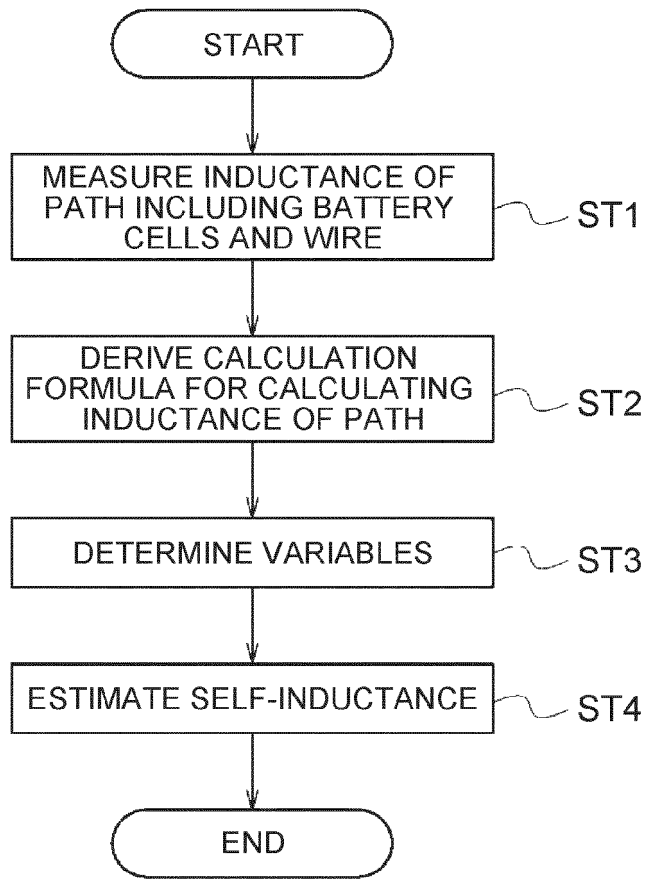 START
MEASURE INDUCTANCE OF
PATH INCLUDING BATTERY
CELLS AND WIRE
ST1
DERIVE CALCULATION
FORMULA FOR CALCULATING
INDUCTANCE OF PATH
ST2
DETERMINE VARIABLES
ST3
ESTIMATE SELF-INDUCTANCE
ST4
END